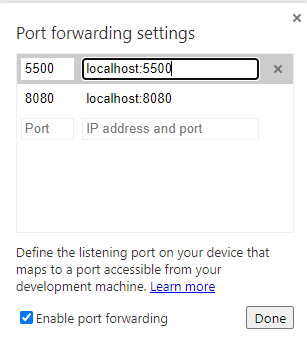 Port forwarding settings
5500 localhost:5500
8080 localhost:8080
Port IP address and port
Define the listening port on your device that
maps to a port accessible from your
development machine. Learn more
Enable port forwarding Done